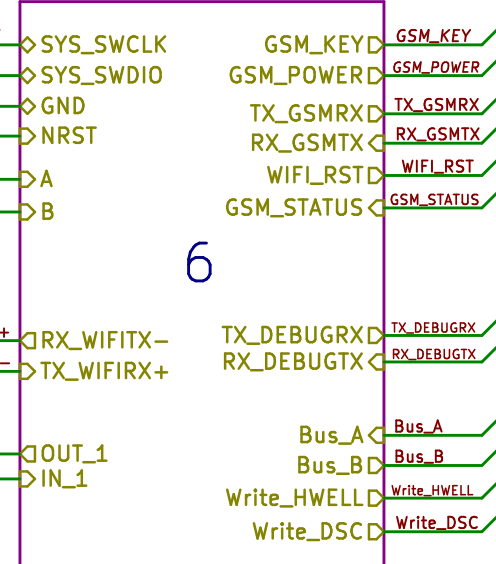 SYS_SWCLK GSM_KEY GSM_KEY
SYS_SWDIO GSM_POWER GSM_POWER
GND TX_GSMRX TX_GSMRX
NRST RX_GSMTX RX_GSMTX
WIFI_RST WIFI_RST
A
B GSM_STATUS GSM_STATUS
6
+ RX_WIFITX- TX_DEBUGRX TX_DEBUGRX
- TX_WIFIRX+ RX_DEBUGTX RX_DEBUGTX
Bus_A Bus_A
OUT_1 Bus_B Bus_B
IN_1 Write_HWELL Write_HWELL
Write_DSC Write_DSC